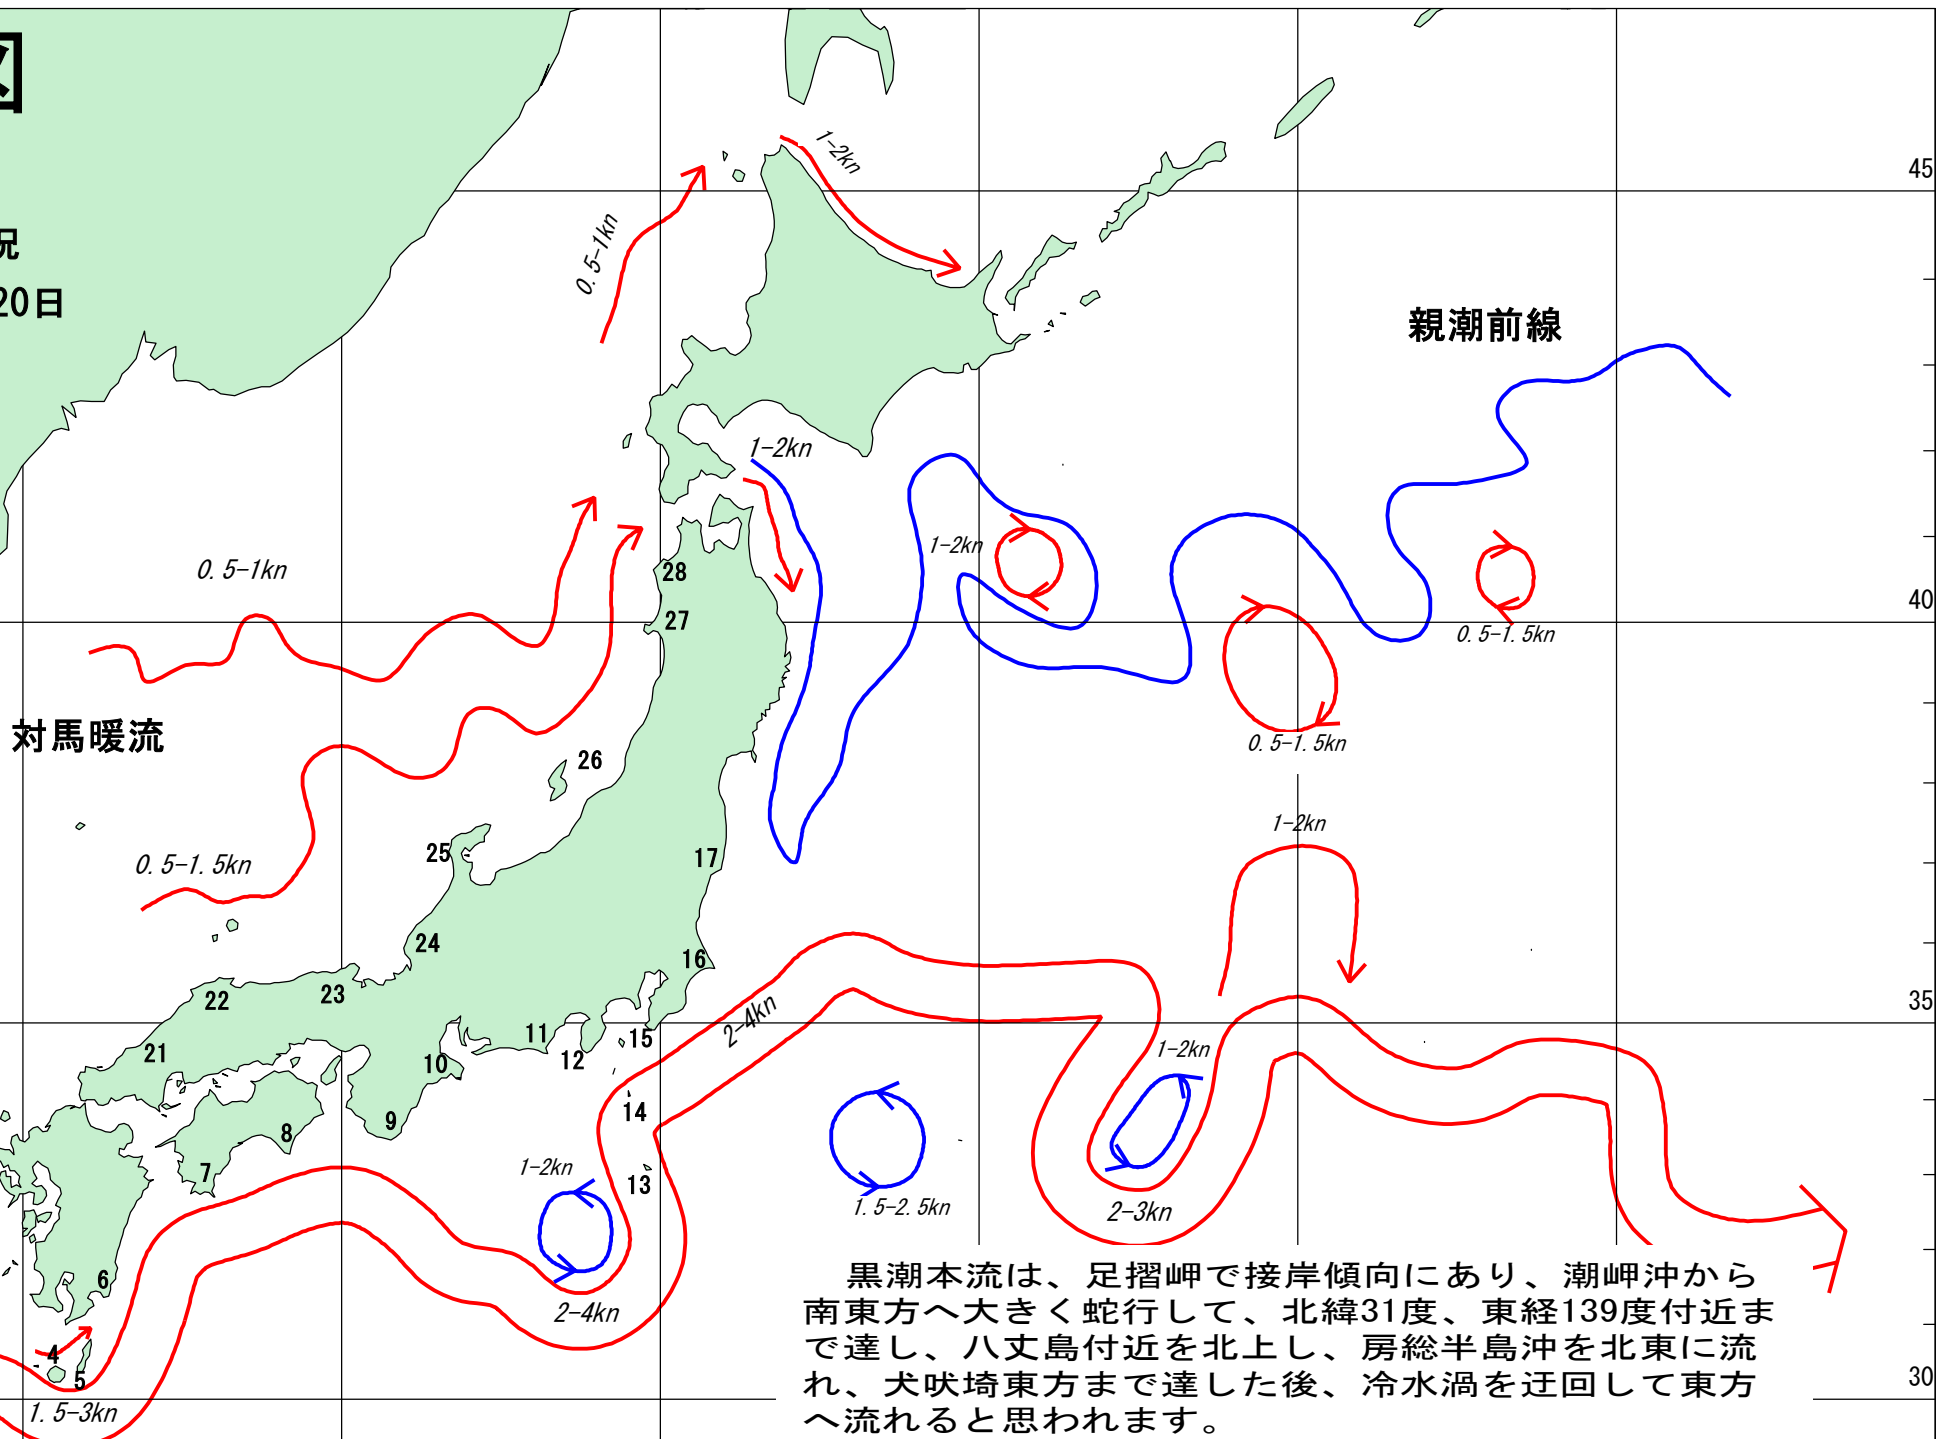 図
況
20日
1-2kn
45
0.5-1kn
親潮前線
1-2kn
1-2kn
0.5-1kn
28
27
40
0.5-1.5kn
対馬暖流
0.5-1.5kn
26
1-2kn
25
17
0.5-1.5kn
24
16
22
23
35
2-4kn
11
15
21
12
10
1-2kn
14
9
8
7
1-2kn
13
1.5-2.5kn
2-3kn
6
2-4kn
4
5
30
1.5-3kn
黒潮本流は、足摺岬で接岸傾向にあり、潮岬沖から
南東方へ大きく蛇行して、北緯31度、東経139度付近ま
で達し、八丈島付近を北上し、房総半島沖を北東に流
れ、犬吠埼東方まで達した後、冷水渦を迂回して東方
へ流れると思われます。